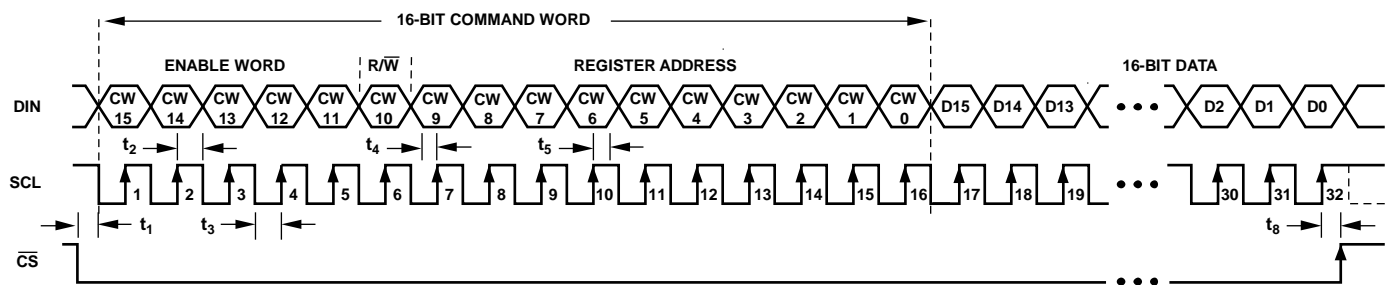 16-BIT COMMAND WORD
ENABLE WORD R/W̅ REGISTER ADDRESS 16-BIT DATA
DIN CW 15 CW 14 CW 13 CW 12 CW 11 CW 10 CW 9 CW 8 CW 7 CW 6 CW 5 CW 4 CW 3 CW 2 CW 1 CW 0 D15 D14 D13 D2 D1 D0
t2 t4 t5
SCL 1 2 3 4 5 6 7 8 9 10 11 12 13 14 15 16 17 18 19 30 31 32
t1 t3 t8
C̅S̅